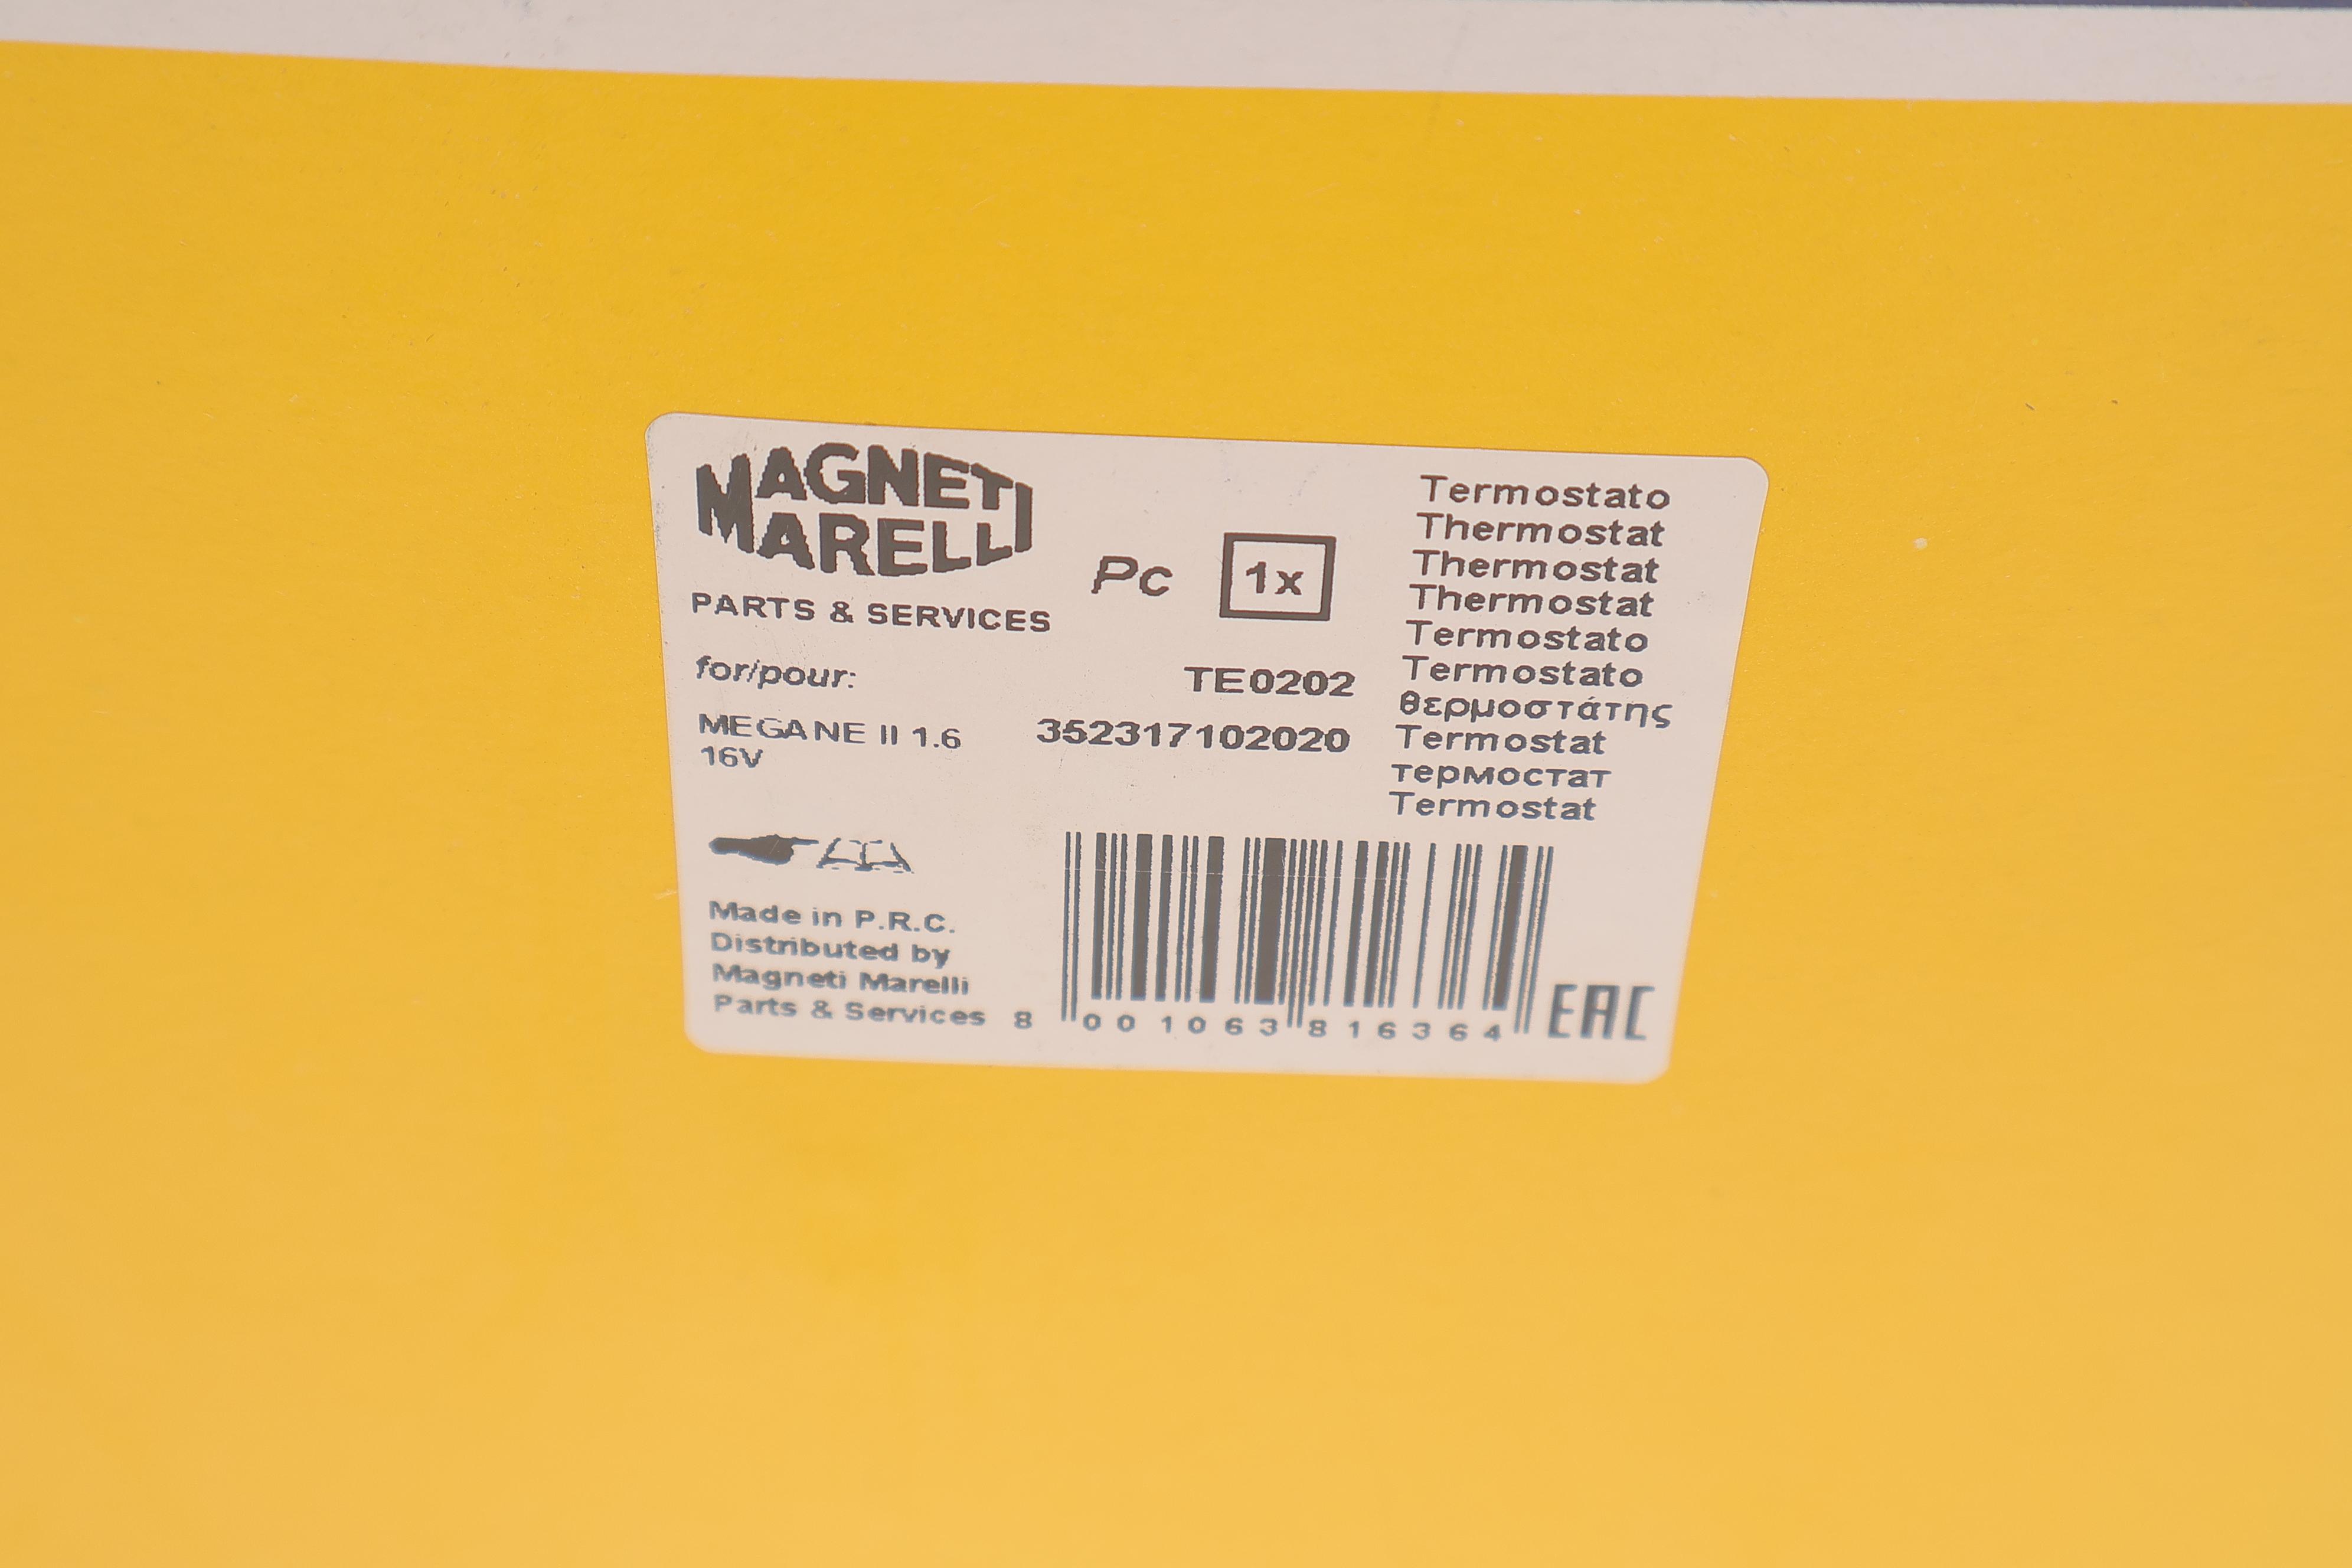 MAGNETI
MARELLI
PARTS & SERVICES
Pc 1x
for/pour:
TE0202
MEGANE II 1.6
16V
352317102020
Termostato
Thermostat
Thermostat
Thermostat
Termostato
Termostato
θερμοστάτης
Termostat
термостат
Termostat
Made in P.R.C.
Distributed by
Magneti Marelli
Parts & Services
8 001063 816364
EAC